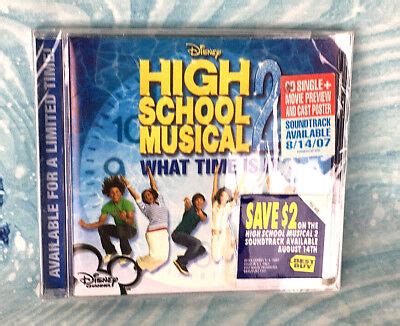 AVAILABLE FOR A LIMITED TIME!
Disney
HIGH
SCHOOL
MUSICAL 2
WHAT TIME IS
CD SINGLE +
MOVIE PREVIEW
AND CAST POSTER
SOUNDTRACK
AVAILABLE
8/14/07
SAVE $2 ON THE
HIGH SCHOOL MUSICAL 2
SOUNDTRACK AVAILABLE
AUGUST 14TH
BEST
BUY
Disney
CHANNEL